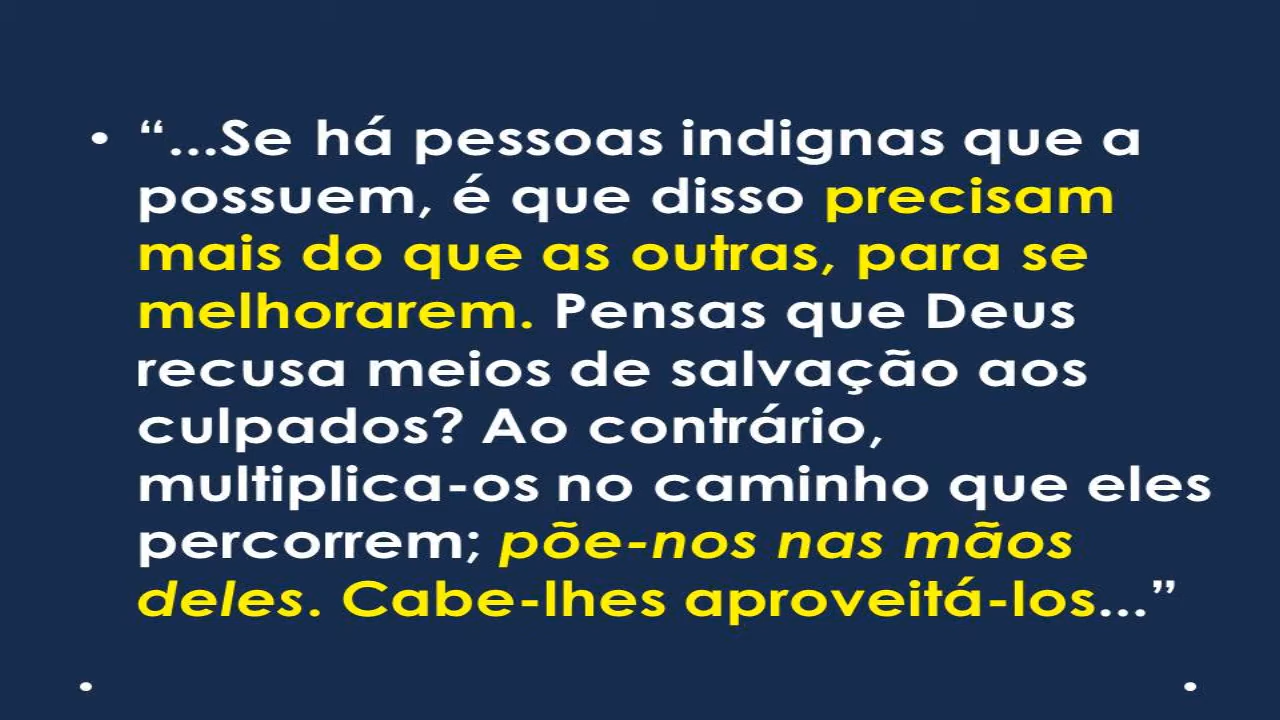 • “...Se há pessoas indignas que a
possuem, é que disso precisam
mais do que as outras, para se
melhorarem. Pensas que Deus
recusa meios de salvação aos
culpados? Ao contrário,
multiplica-os no caminho que eles
percorrem; põe-nos nas mãos
deles. Cabe-lhes aproveitá-los...”